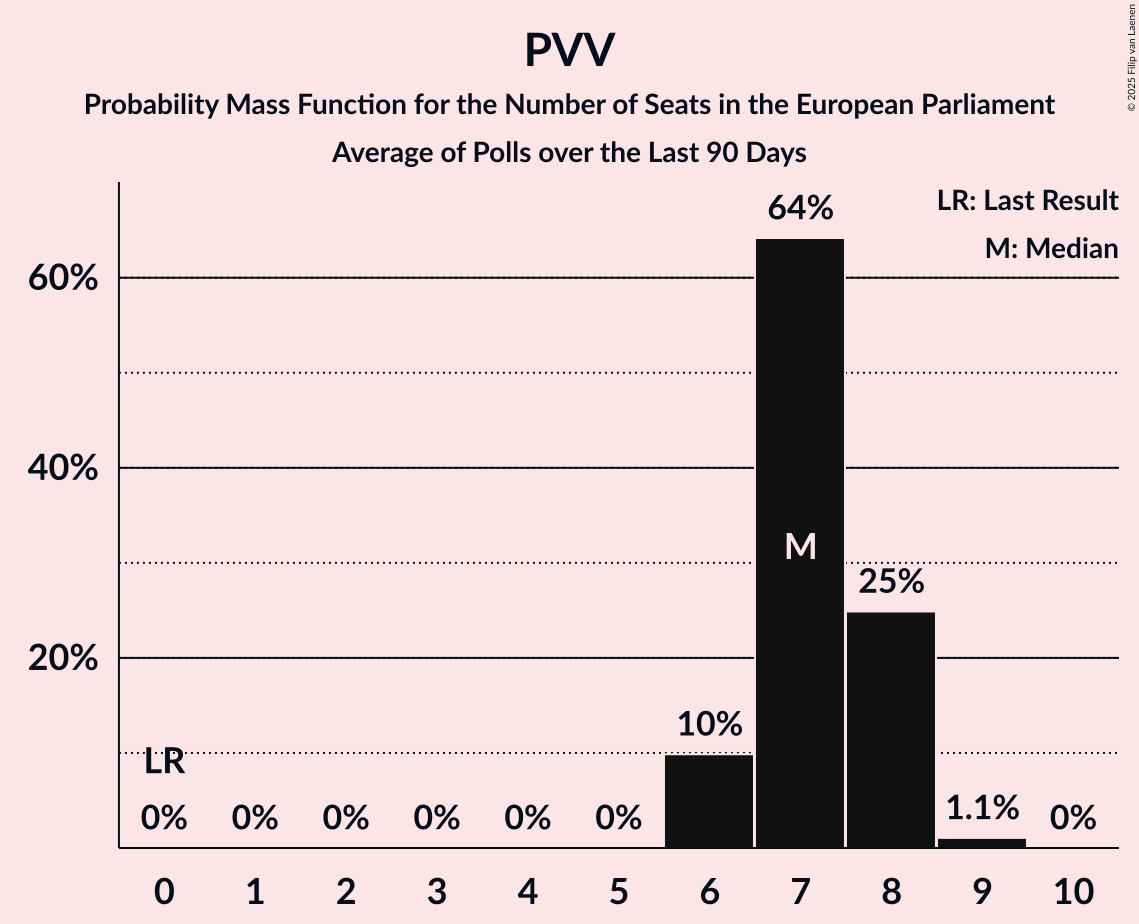 PVV
Probability Mass Function for the Number of Seats in the European Parliament
Average of Polls over the Last 90 Days
© 2025 Filip van Laenen
LR: Last Result
M: Median
64%
60%
40%
M
25%
20%
10%
LR
1.1%
0% 0% 0% 0% 0% 0% 0%
0 1 2 3 4 5 6 7 8 9 10